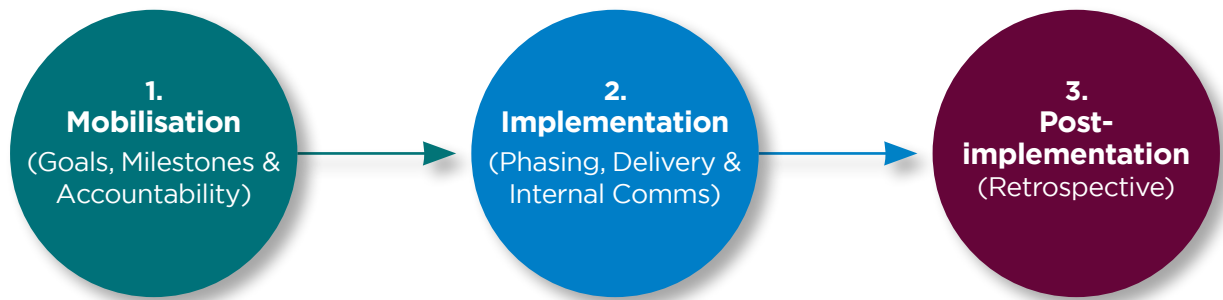 1.
Mobilisation
(Goals, Milestones &
Accountability)
2.
Implementation
(Phasing, Delivery &
Internal Comms)
3.
Post-
implementation
(Retrospective)